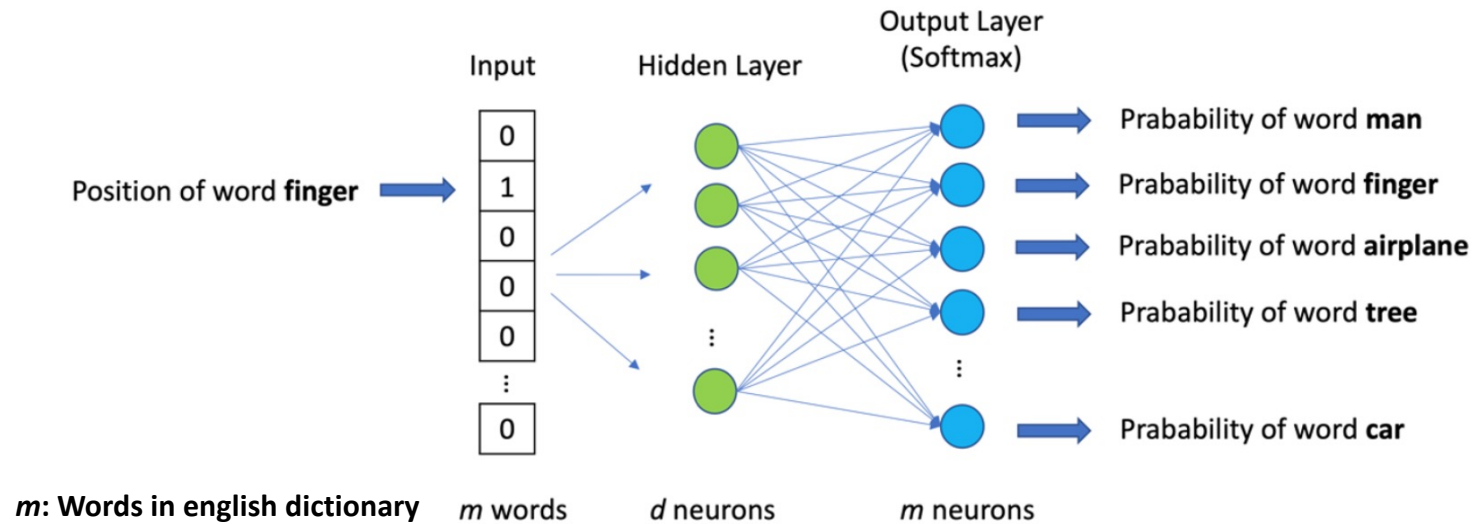 Output Layer
(Softmax)
Input
Hidden Layer
0
1
0
0
0
⋮
0
Position of word finger
⋮
⋮
Prabability of word man
Prabability of word finger
Prabability of word airplane
Prabability of word tree
Prabability of word car
m: Words in english dictionary
m words
d neurons
m neurons